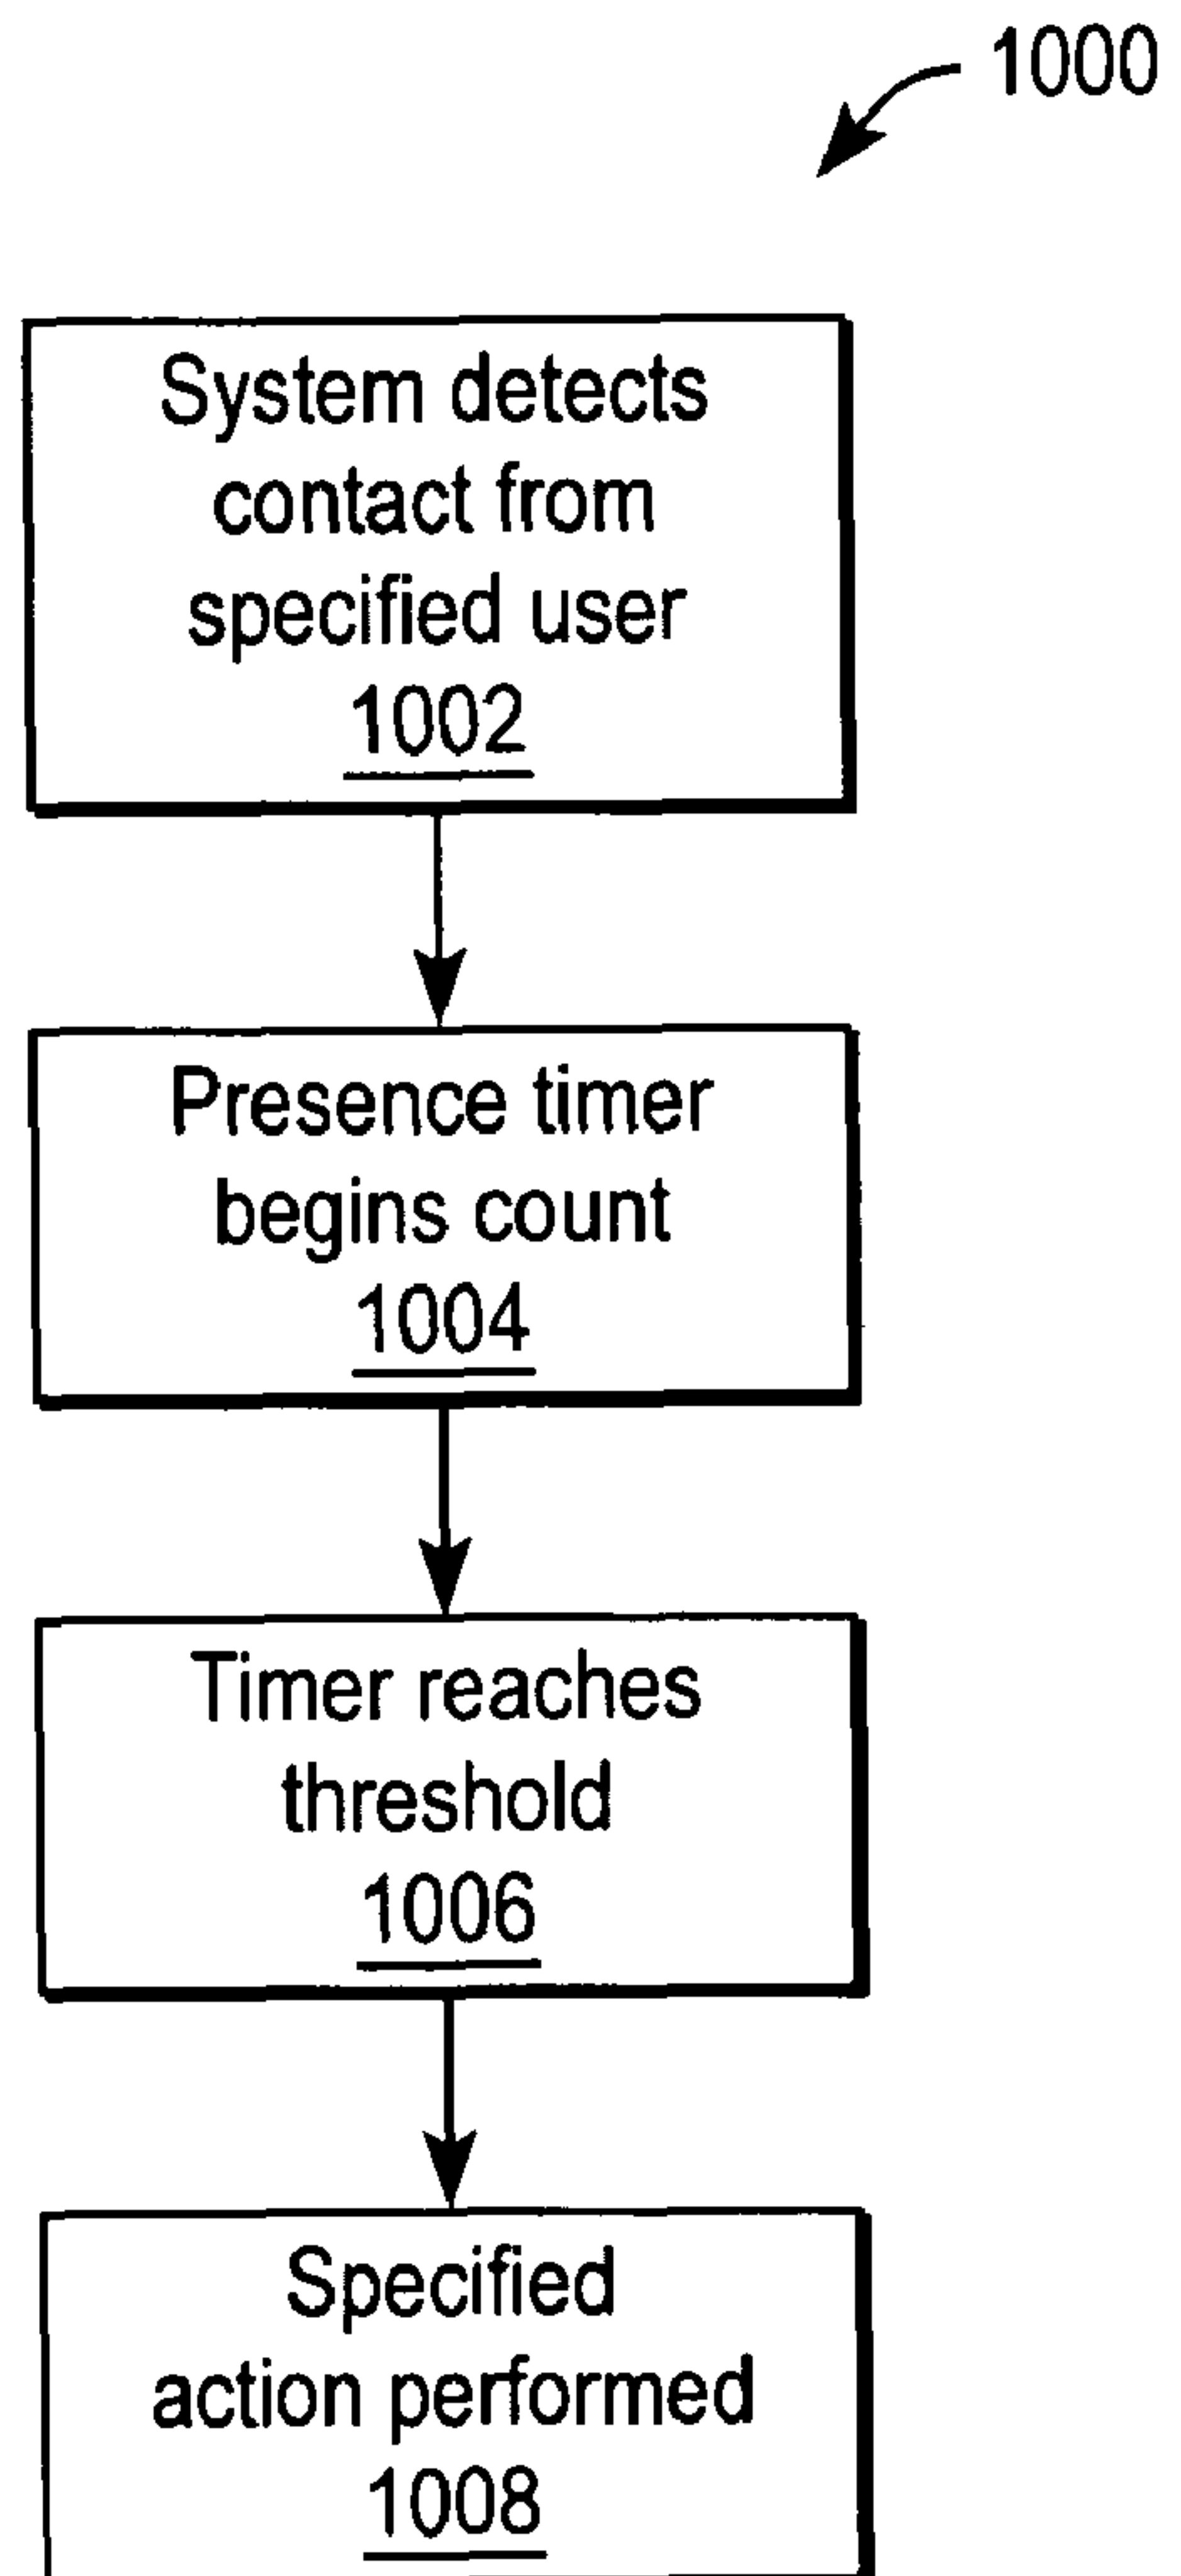 1000
System detects
contact from
specified user
1002
Presence timer
begins count
1004
Timer reaches
threshold
1006
Specified
action performed
1008